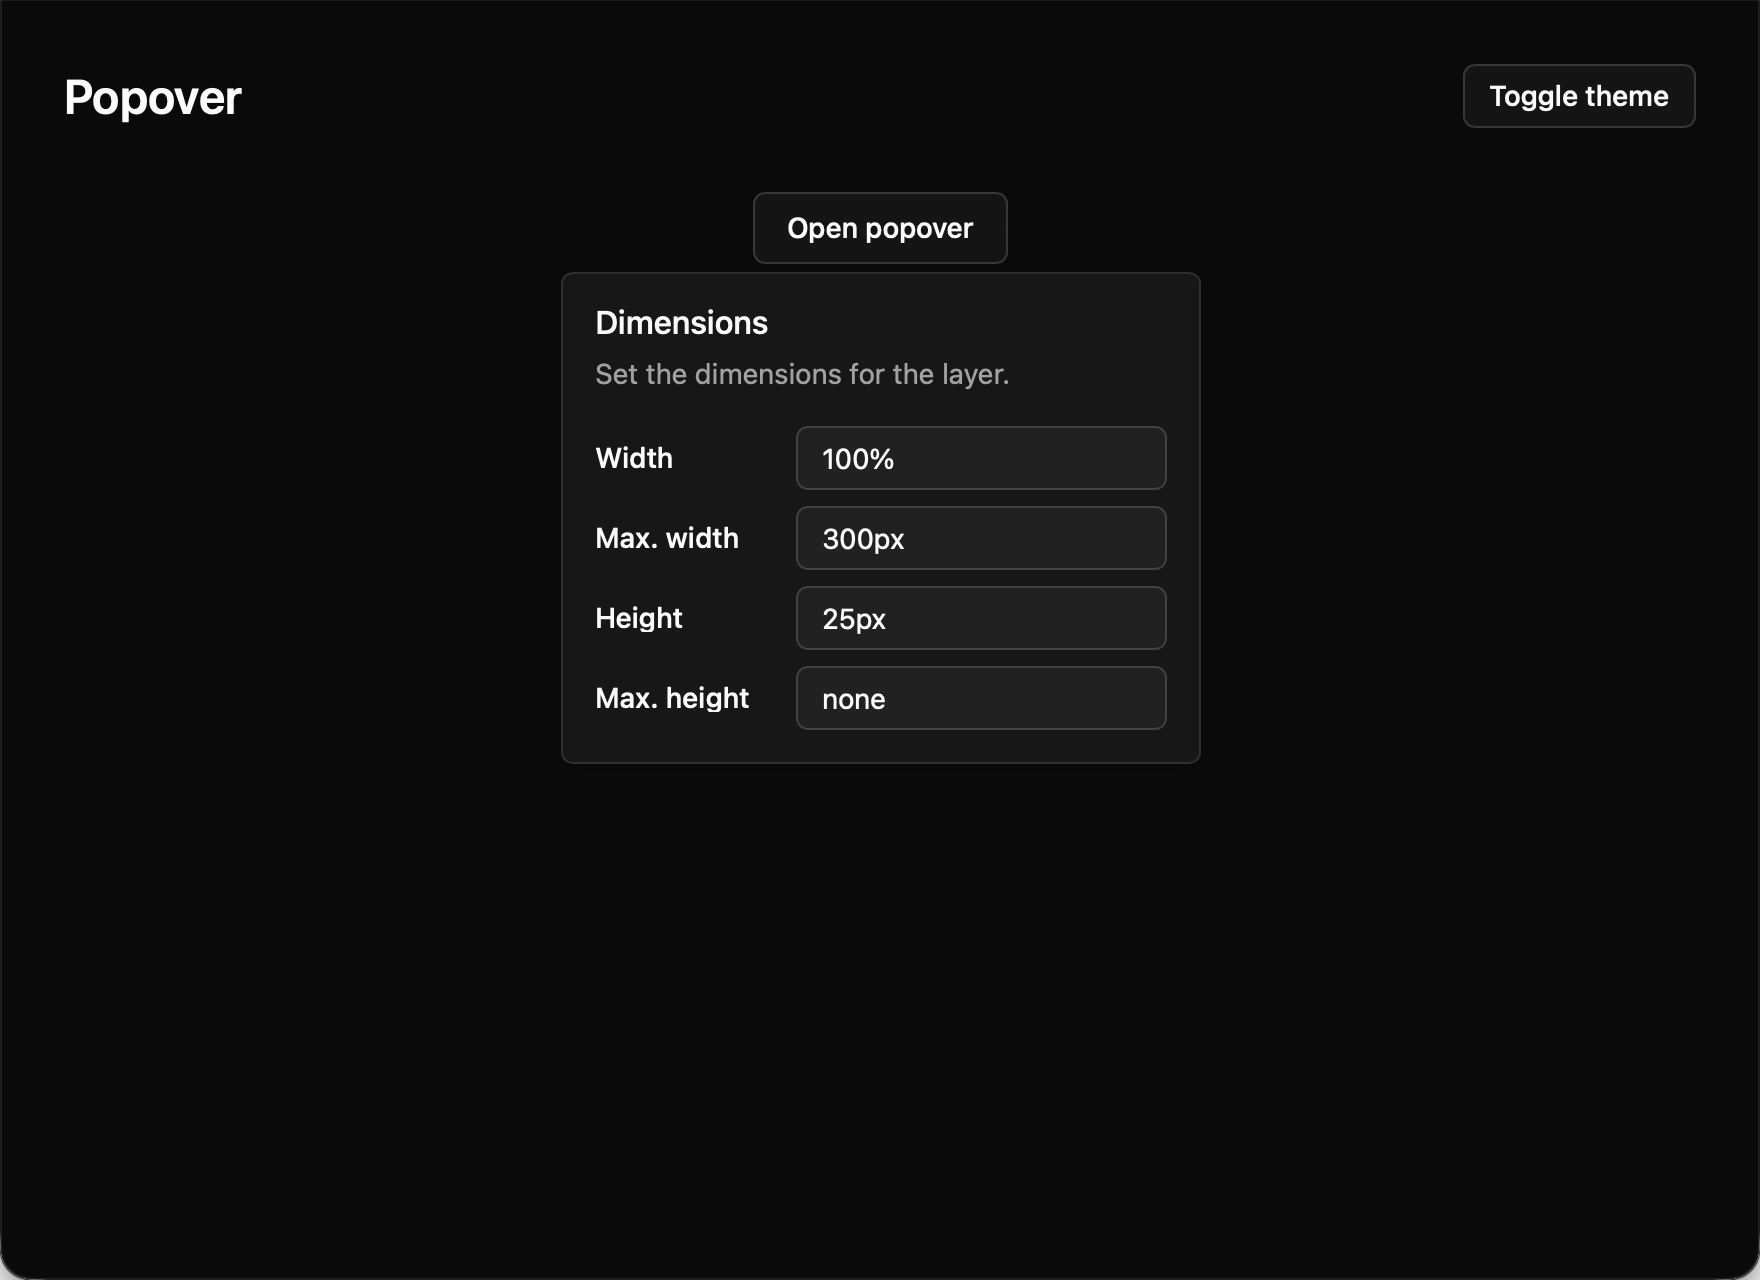 Popover
Toggle theme
Open popover
Dimensions
Set the dimensions for the layer.
Width
100%
Max. width
300px
Height
25px
Max. height
none